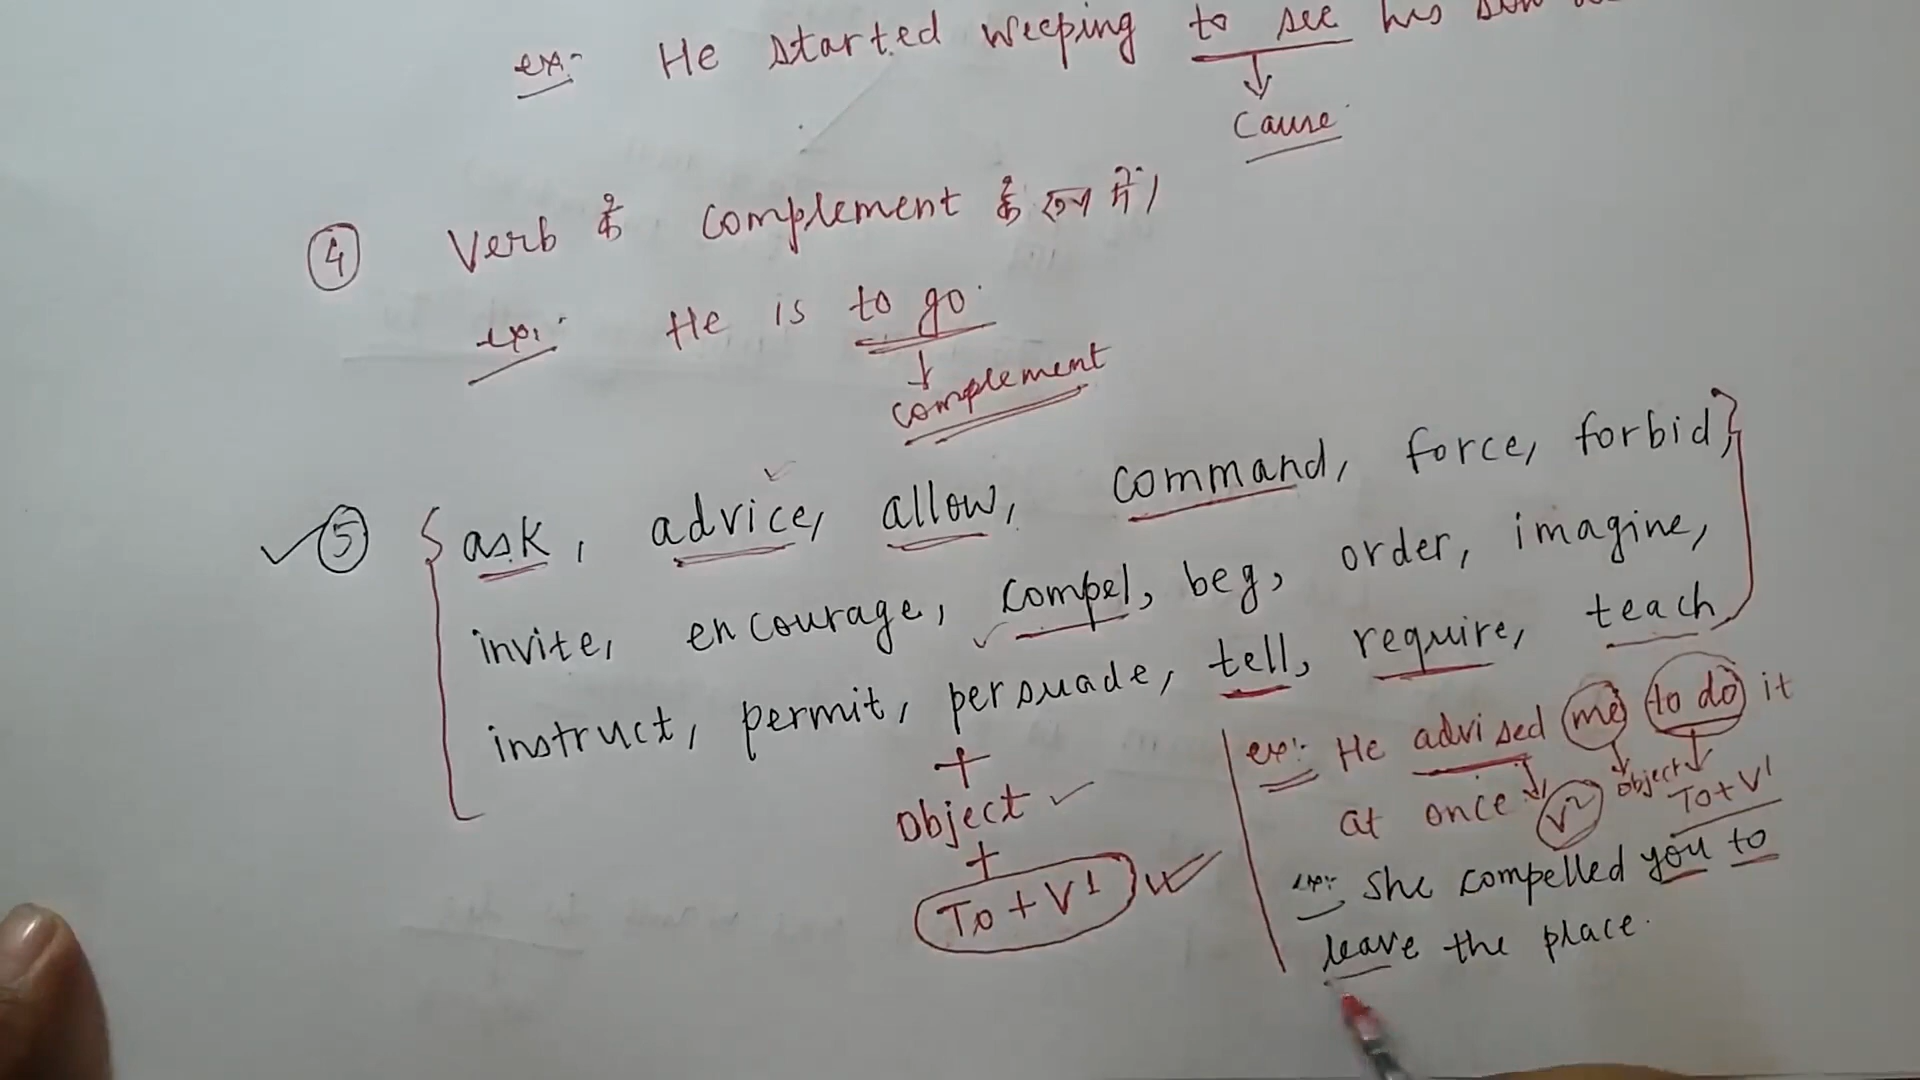 ex:- He started weeping to see his son
Cause
④ Verb के complement के रूप में।
ex:- He is to go.
complement
⑤ { ask, advice, allow, command, force, forbid, }
invite, encourage, compel, beg, order, imagine,
instruct, permit, persuade, tell, require, teach
+
object
+
To + V¹
ex:- He advised me to do it
object
To + V¹
at once V²
ex:- She compelled you to
leave the place.